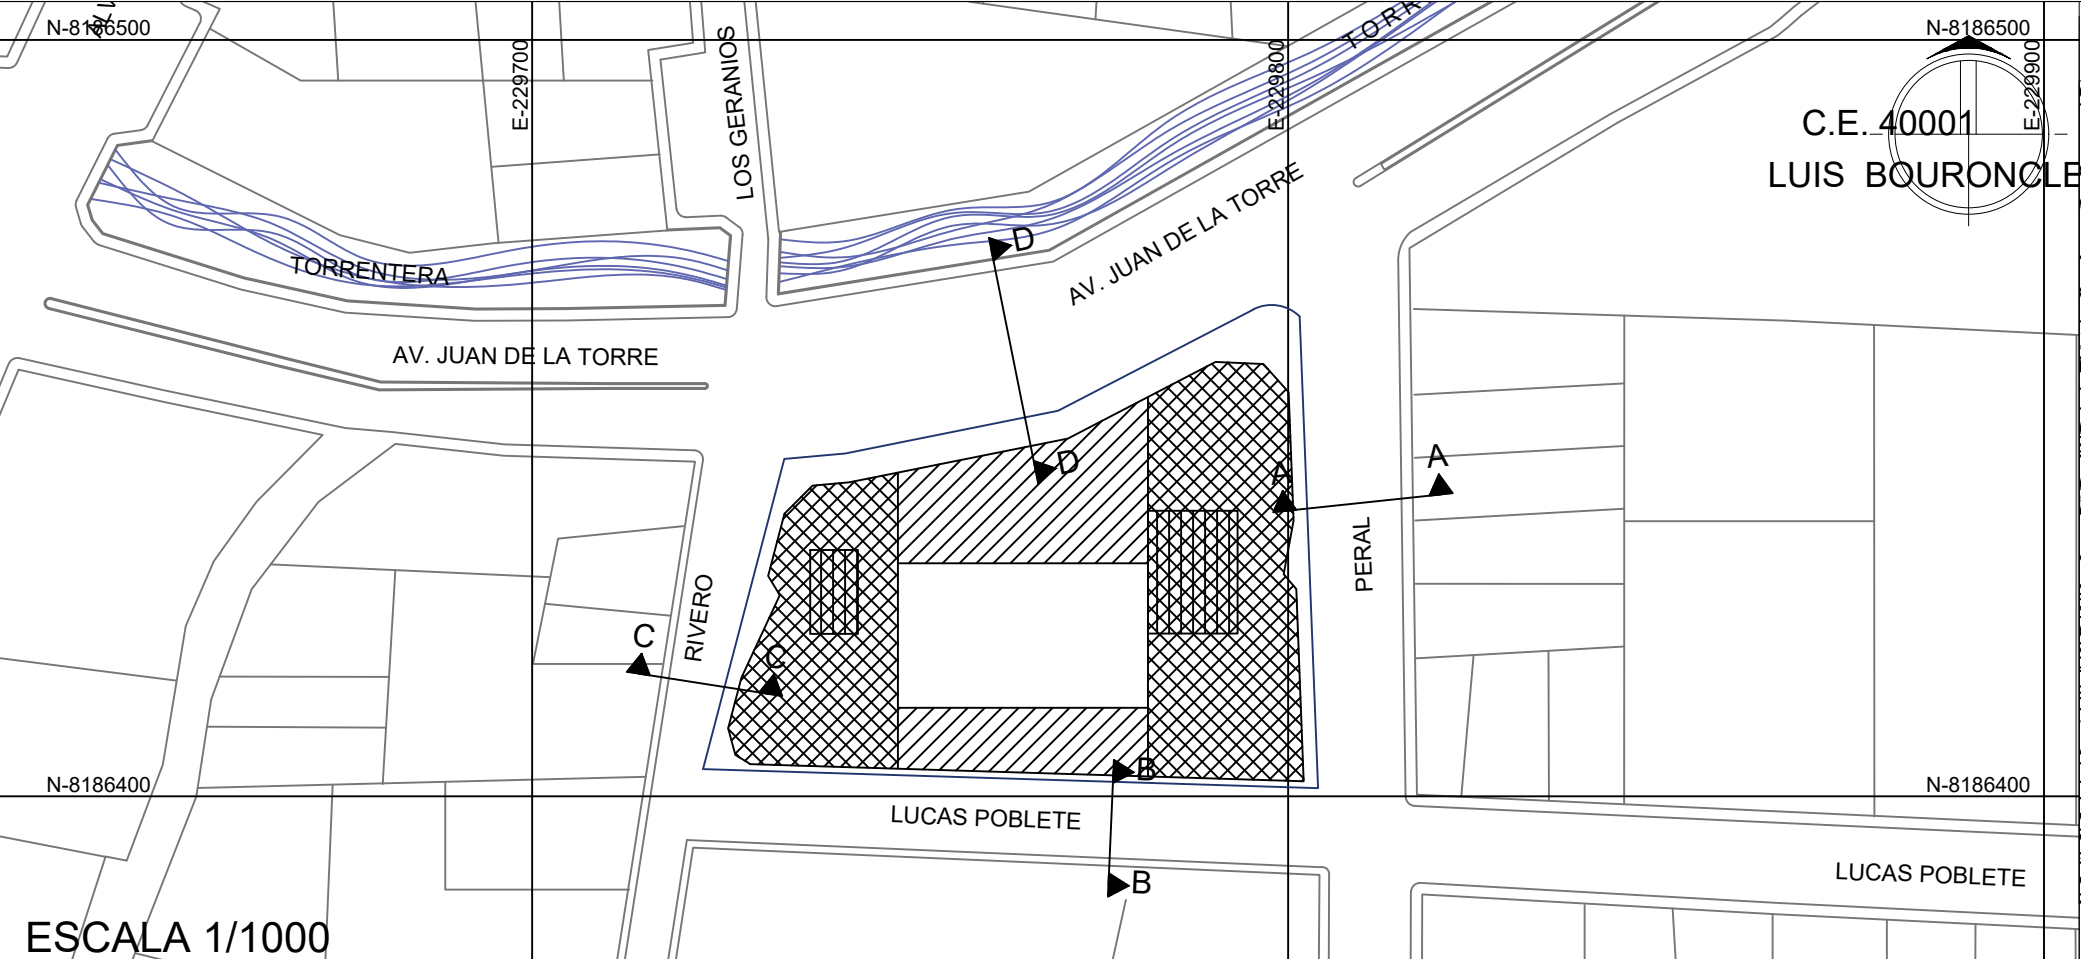 N-8186500
E-229700
LOS GERANIOS
E-229800
N-8186500
E-229900
C.E. 40001
LUIS BOURONCLE
TORRENTERA
AV. JUAN DE LA TORRE
D
AV. JUAN DE LA TORRE
D
A
A
PERAL
RIVERO
C
C
N-8186400
B
N-8186400
LUCAS POBLETE
B
LUCAS POBLETE
ESCALA 1/1000